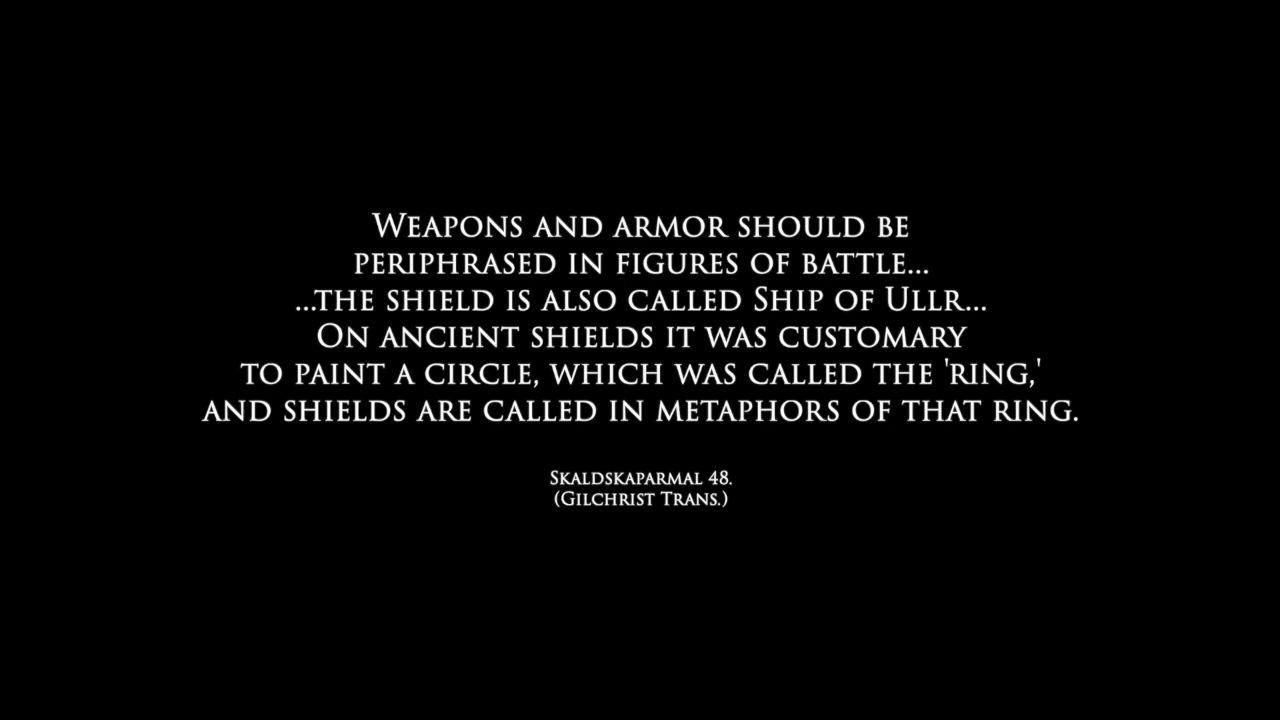 Weapons and armor should be
periphrased in figures of battle...
...the shield is also called Ship of Ullr...
On ancient shields it was customary
to paint a circle, which was called the 'ring,'
and shields are called in metaphors of that ring.
Skaldskaparmal 48.
(Gilchrist Trans.)